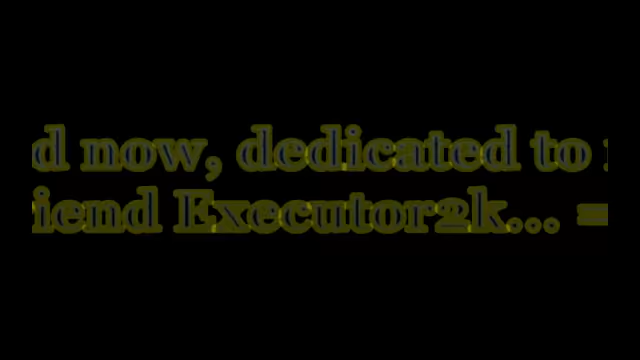 d now, dedicated to
iend Executor2k... =